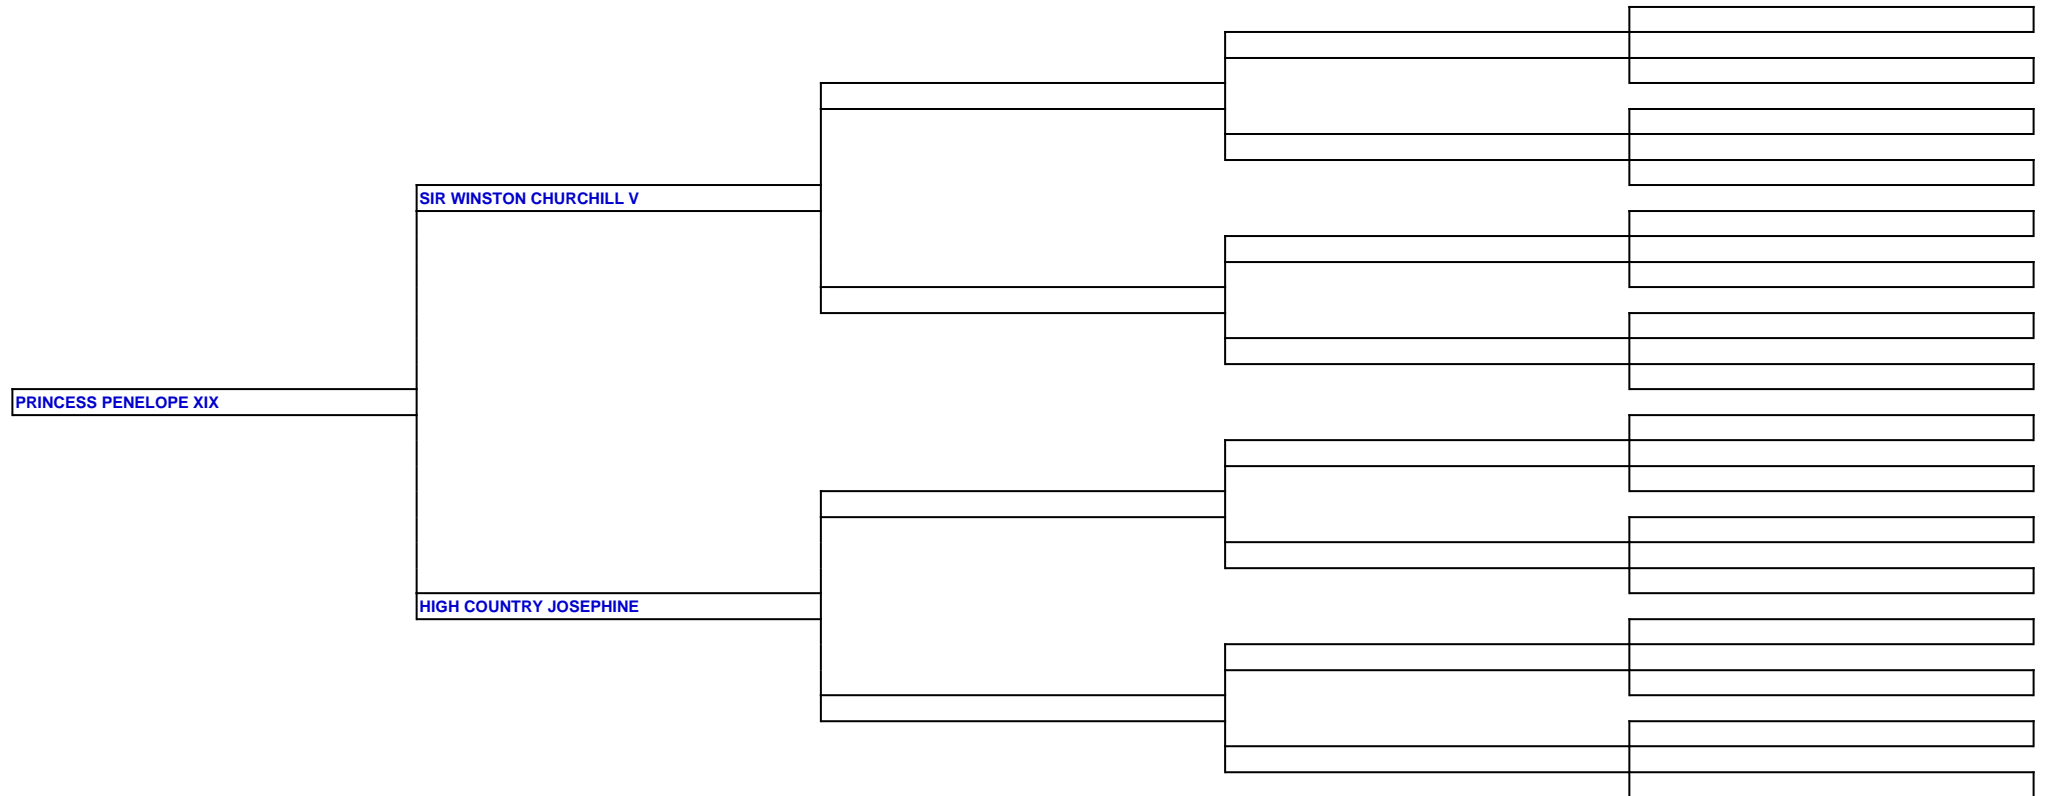 SIR WINSTON CHURCHILL V
PRINCESS PENELOPE XIX
HIGH COUNTRY JOSEPHINE